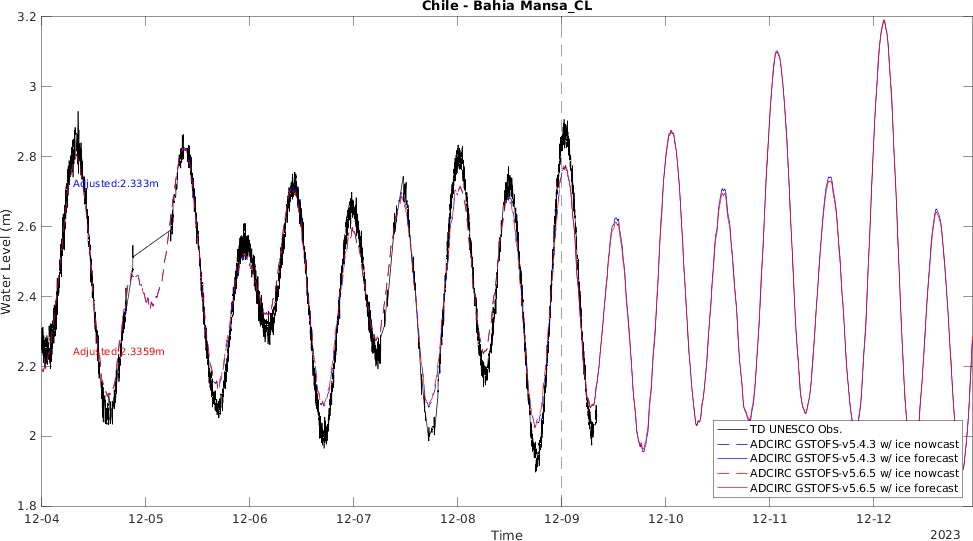 Chile - Bahia Mansa_CL
3.2
3
2.8
2.6
2.4
2.2
2
1.8
Water Level (m)
Adjusted:2.333m
Adjusted:2.3359m
TD UNESCO Obs.
ADCIRC GSTOFS-v5.4.3 w/ ice nowcast
ADCIRC GSTOFS-v5.4.3 w/ ice forecast
ADCIRC GSTOFS-v5.6.5 w/ ice nowcast
ADCIRC GSTOFS-v5.6.5 w/ ice forecast
12-04 12-05 12-06 12-07 12-08 12-09 12-10 12-11 12-12
Time
2023